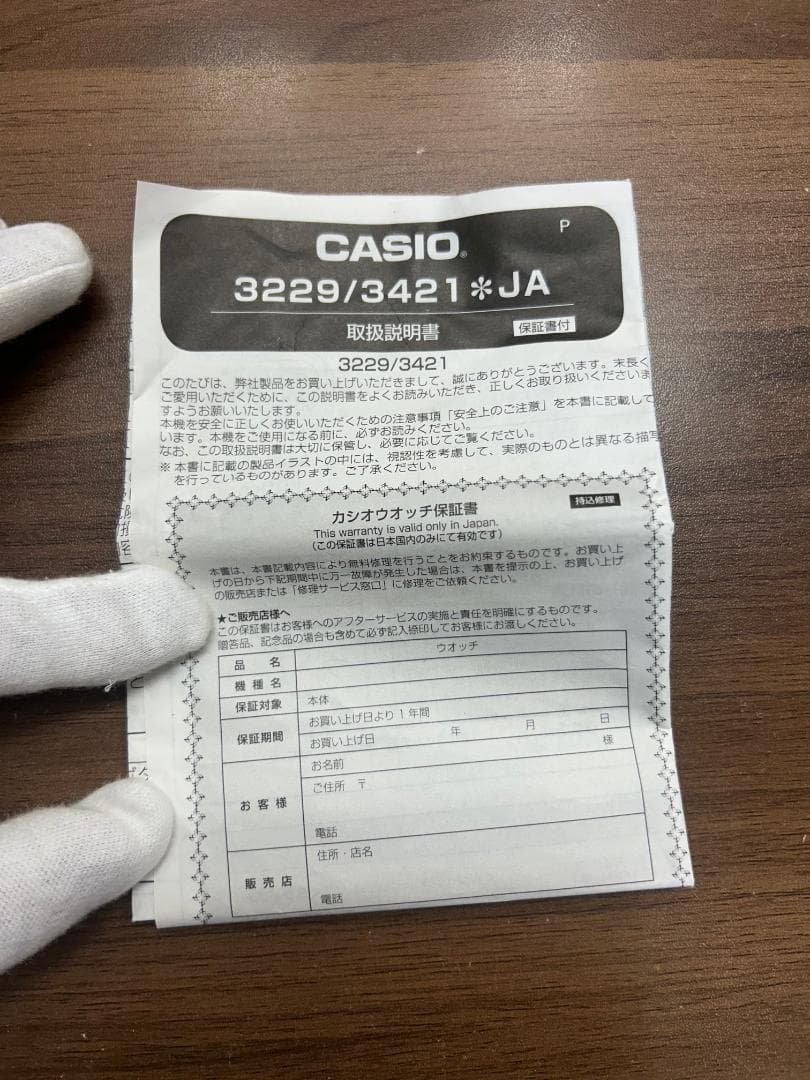 P
CASIO®
3229/3421✻JA
取扱説明書 保証書付
3229/3421
このたびは、弊社製品をお買い上げいただきまして、誠にありがとうございます。末長く
ご愛用いただくために、この説明書をよくお読みいただき、正しくお取り扱いくださいま
すようお願いいたします。
本機を安全に正しくお使いいただくための注意事項「安全上のご注意」を本書に記載して
います。本機をご使用になる前に、必ずお読みください。
なお、この取扱説明書は大切に保管し、必要に応じてご覧ください。
※本書に記載の製品イラストの中には、視認性を考慮して、実際のものとは異なる描写
を行っているものがあります。ご了承ください。
カシオウオッチ保証書 持込修理
This warranty is valid only in Japan.
(この保証書は日本国内のみにて有効です)
本書は、本書記載内容により無料修理を行うことをお約束するものです。お買い上
げの日から下記期間中に万一故障が発生した場合は、本書を提示の上、お買い上げ
の販売店または「修理サービス窓口」に修理をご依頼ください。
★ご販売店様へ
この保証書はお客様へのアフターサービスの実施と責任を明確にするものです。
贈答品、記念品の場合も含めて必ず記入捺印してお客様にお渡しください。
品名 ウオッチ
機種名
保証対象 本体
保証期間 お買い上げ日より1年間
お買い上げ日 年 月 日
お客様 お名前 様
ご住所 〒
電話
販売店 住所・店名
電話